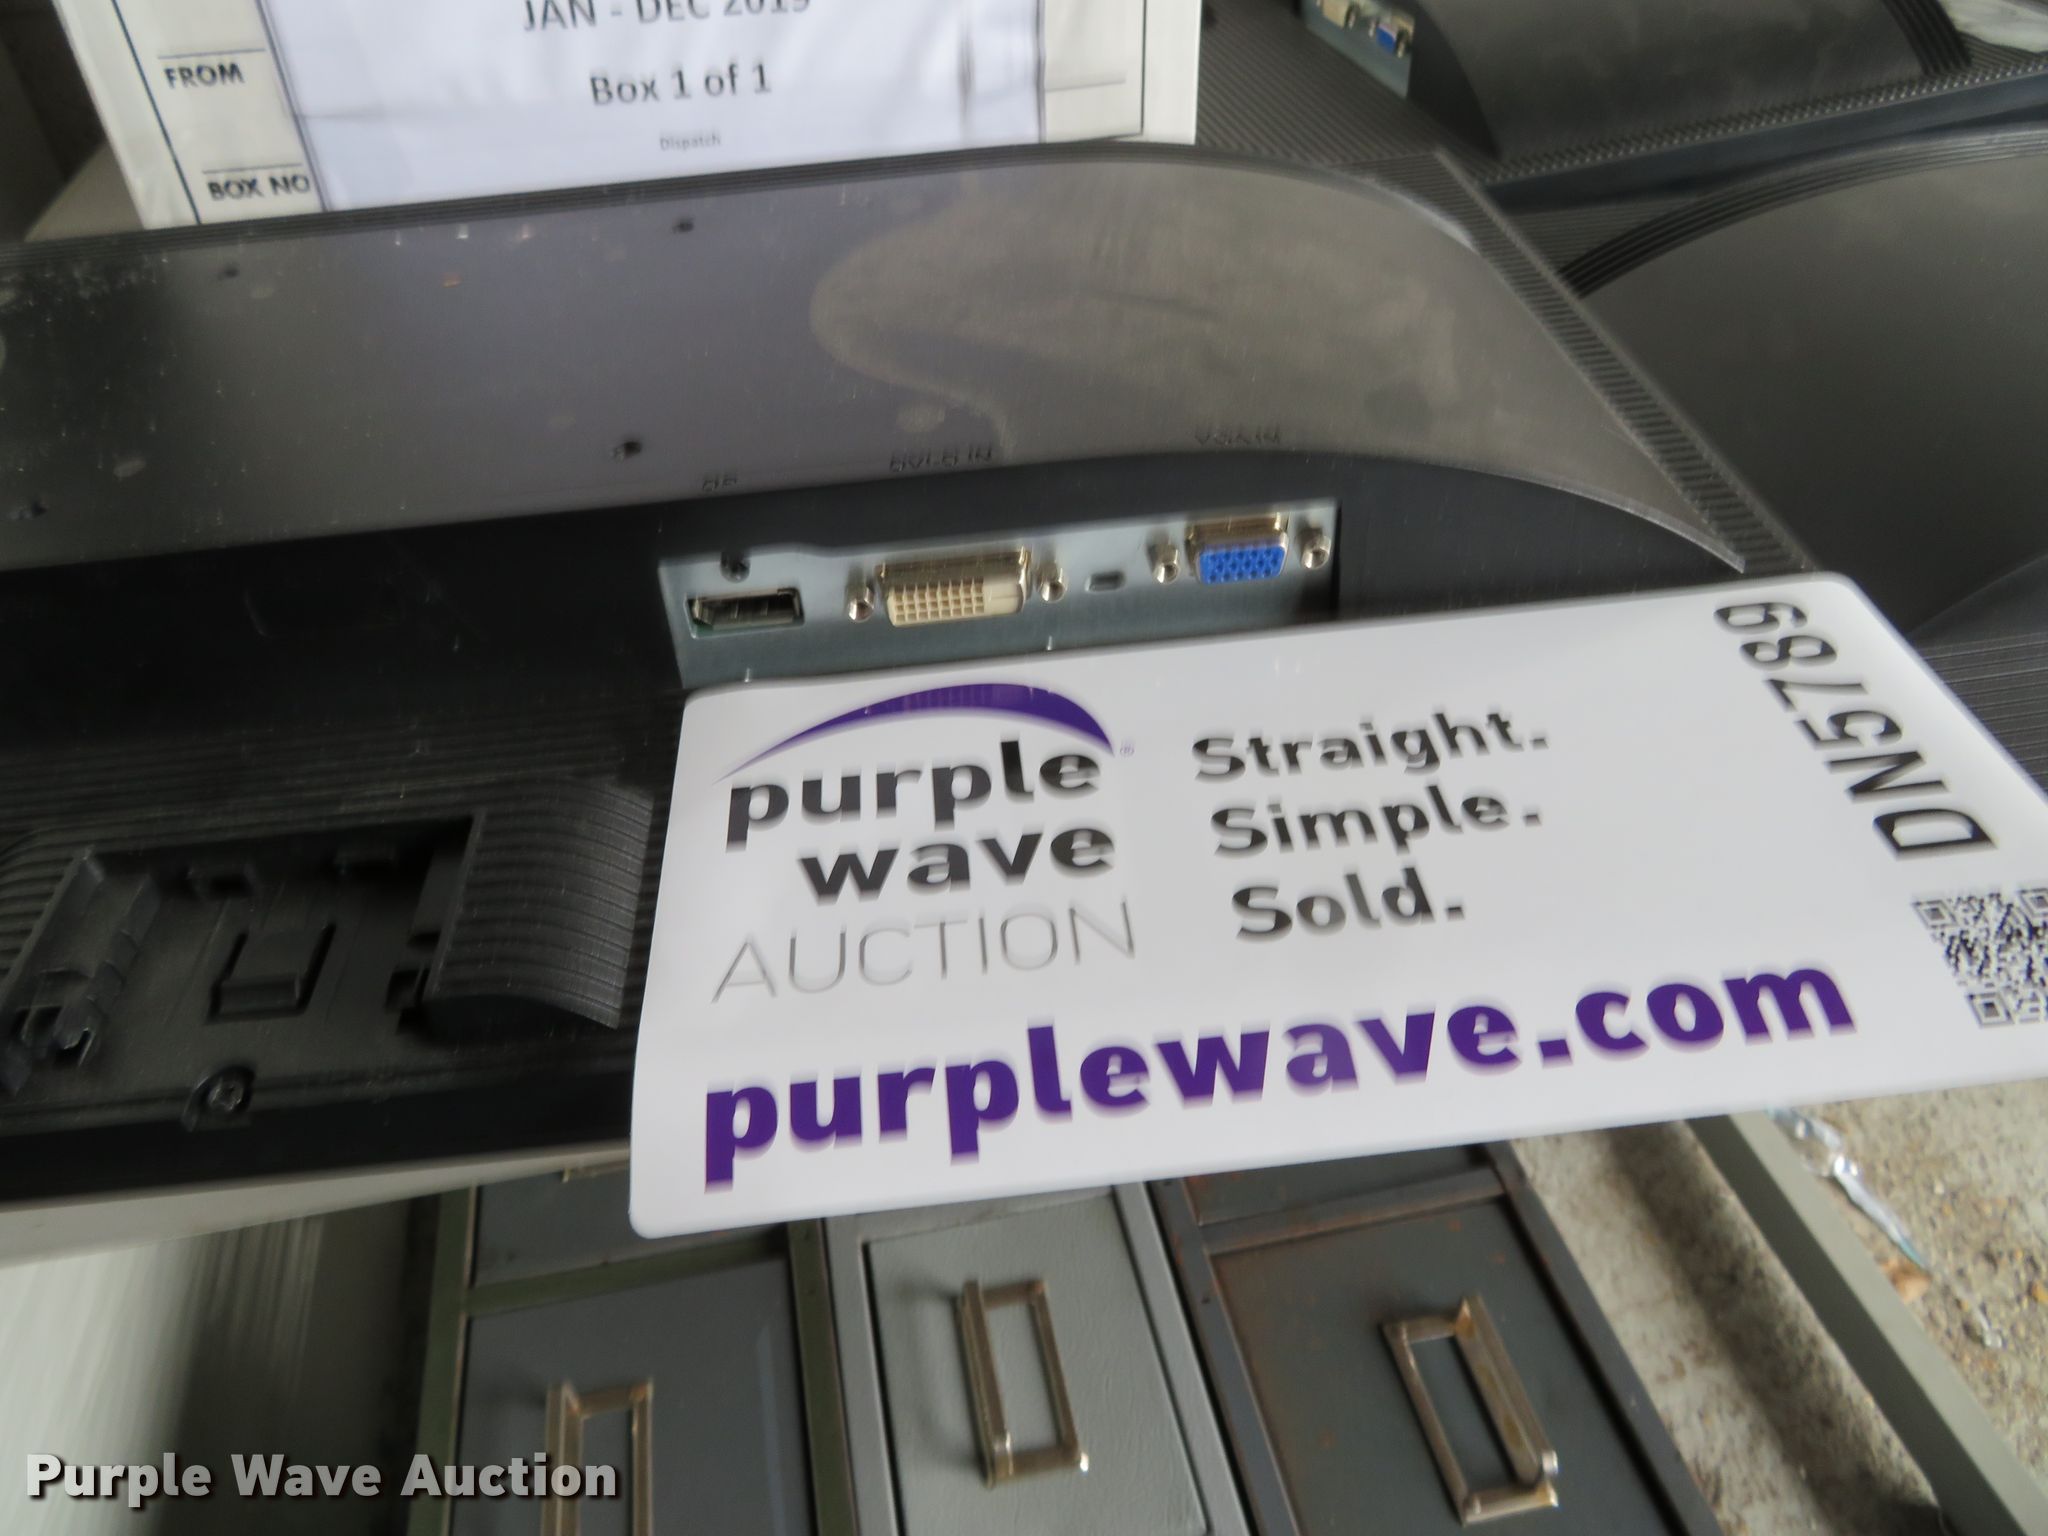 JAN - DEC 2019
FROM
Box 1 of 1
Dispatch
BOX NO
purple
wave®
AUCTION
Straight.
Simple.
Sold.
purplewave.com
DN5789
Purple Wave Auction